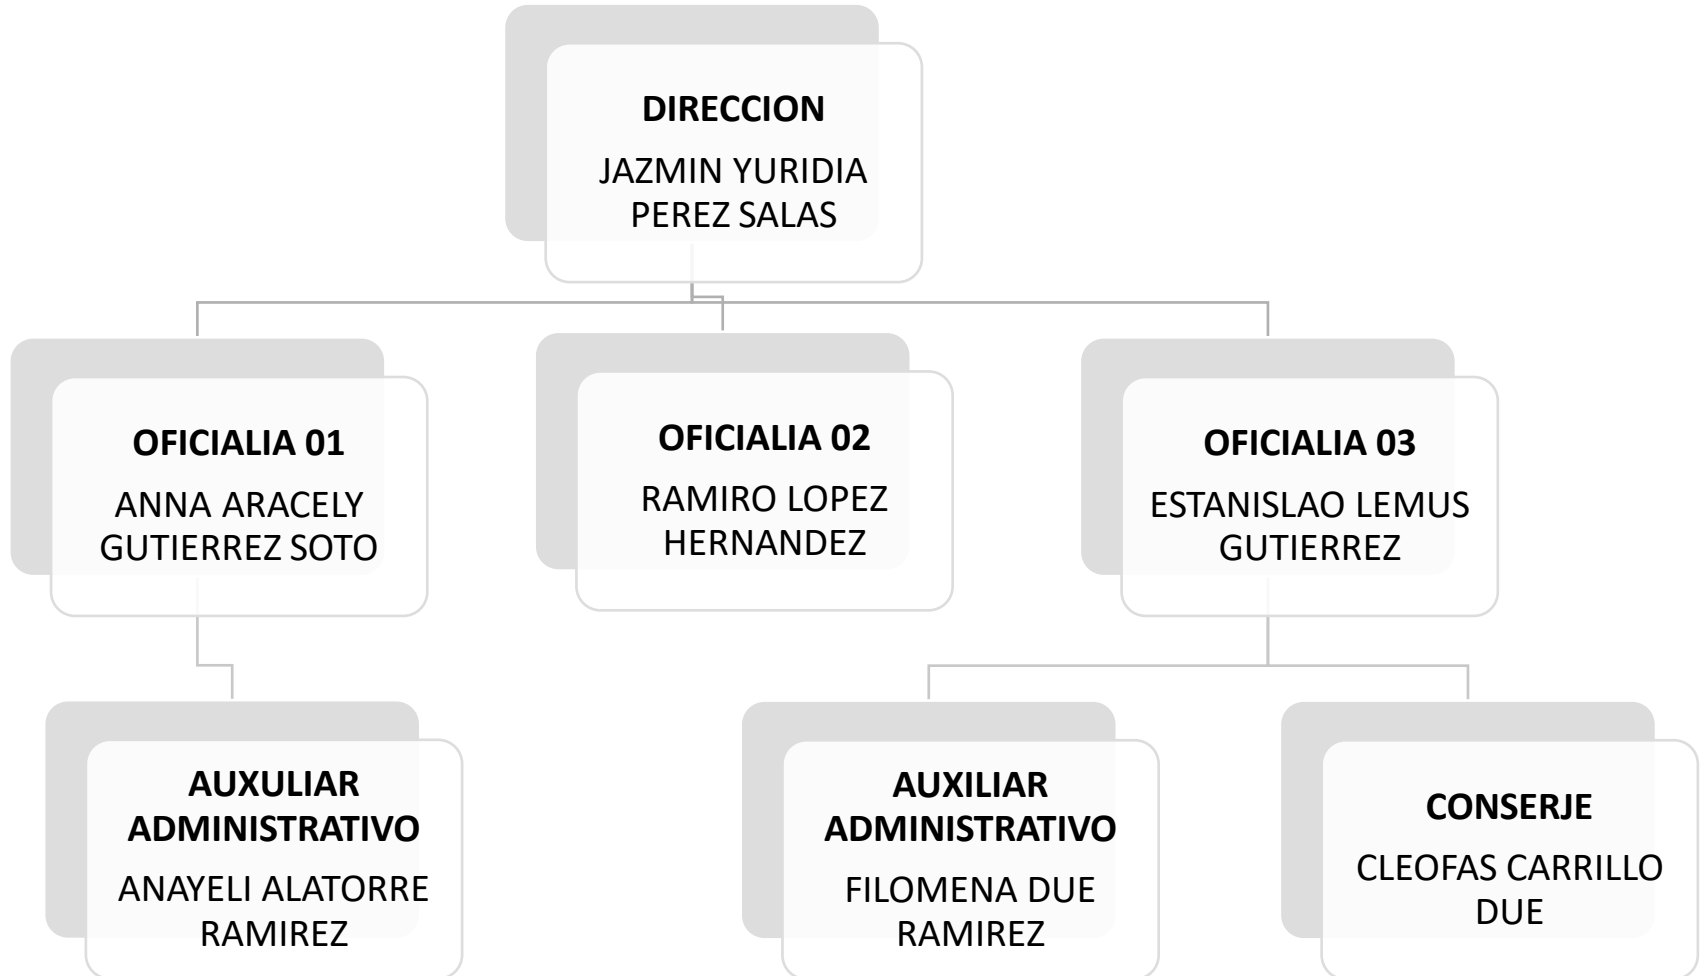 DIRECCION
JAZMIN YURIDIA
PEREZ SALAS
OFICIALIA 01
ANNA ARACELY
GUTIERREZ SOTO
OFICIALIA 02
RAMIRO LOPEZ
HERNANDEZ
OFICIALIA 03
ESTANISLAO LEMUS
GUTIERREZ
AUXULIAR
ADMINISTRATIVO
ANAYELI ALATORRE
RAMIREZ
AUXILIAR
ADMINISTRATIVO
FILOMENA DUE
RAMIREZ
CONSERJE
CLEOFAS CARRILLO
DUE